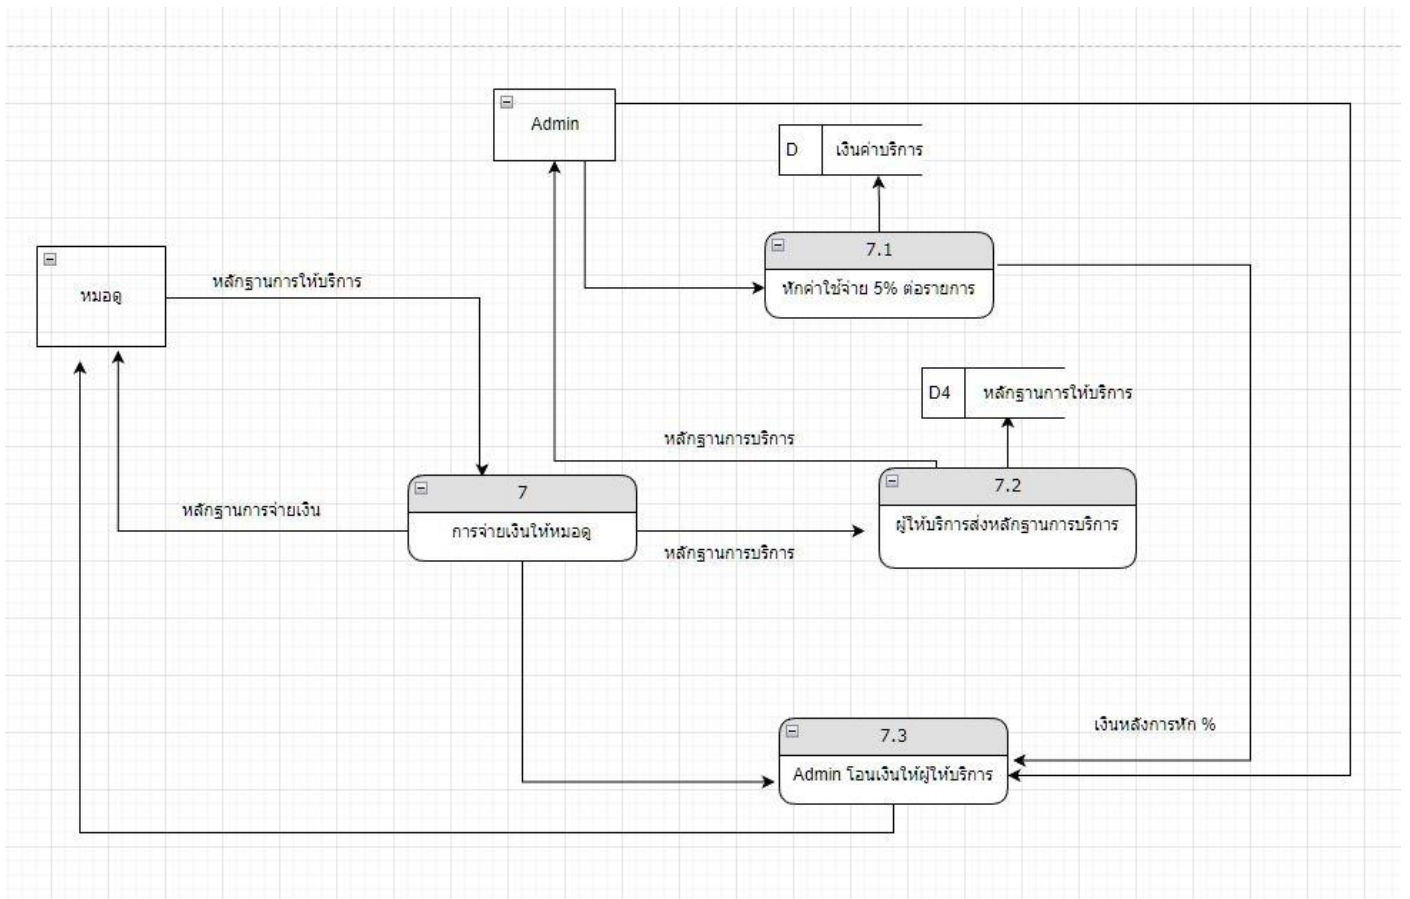 Admin
D
เงินค่าบริการ
7.1
หักค่าใช้จ่าย 5% ต่อรายการ
หมอดู
หลักฐานการให้บริการ
D4
หลักฐานการให้บริการ
หลักฐานการบริการ
7
การจ่ายเงินให้หมอดู
7.2
ผู้ให้บริการส่งหลักฐานการบริการ
หลักฐานการจ่ายเงิน
หลักฐานการบริการ
เงินหลังการหัก %
7.3
Admin โอนเงินให้ผู้ให้บริการ